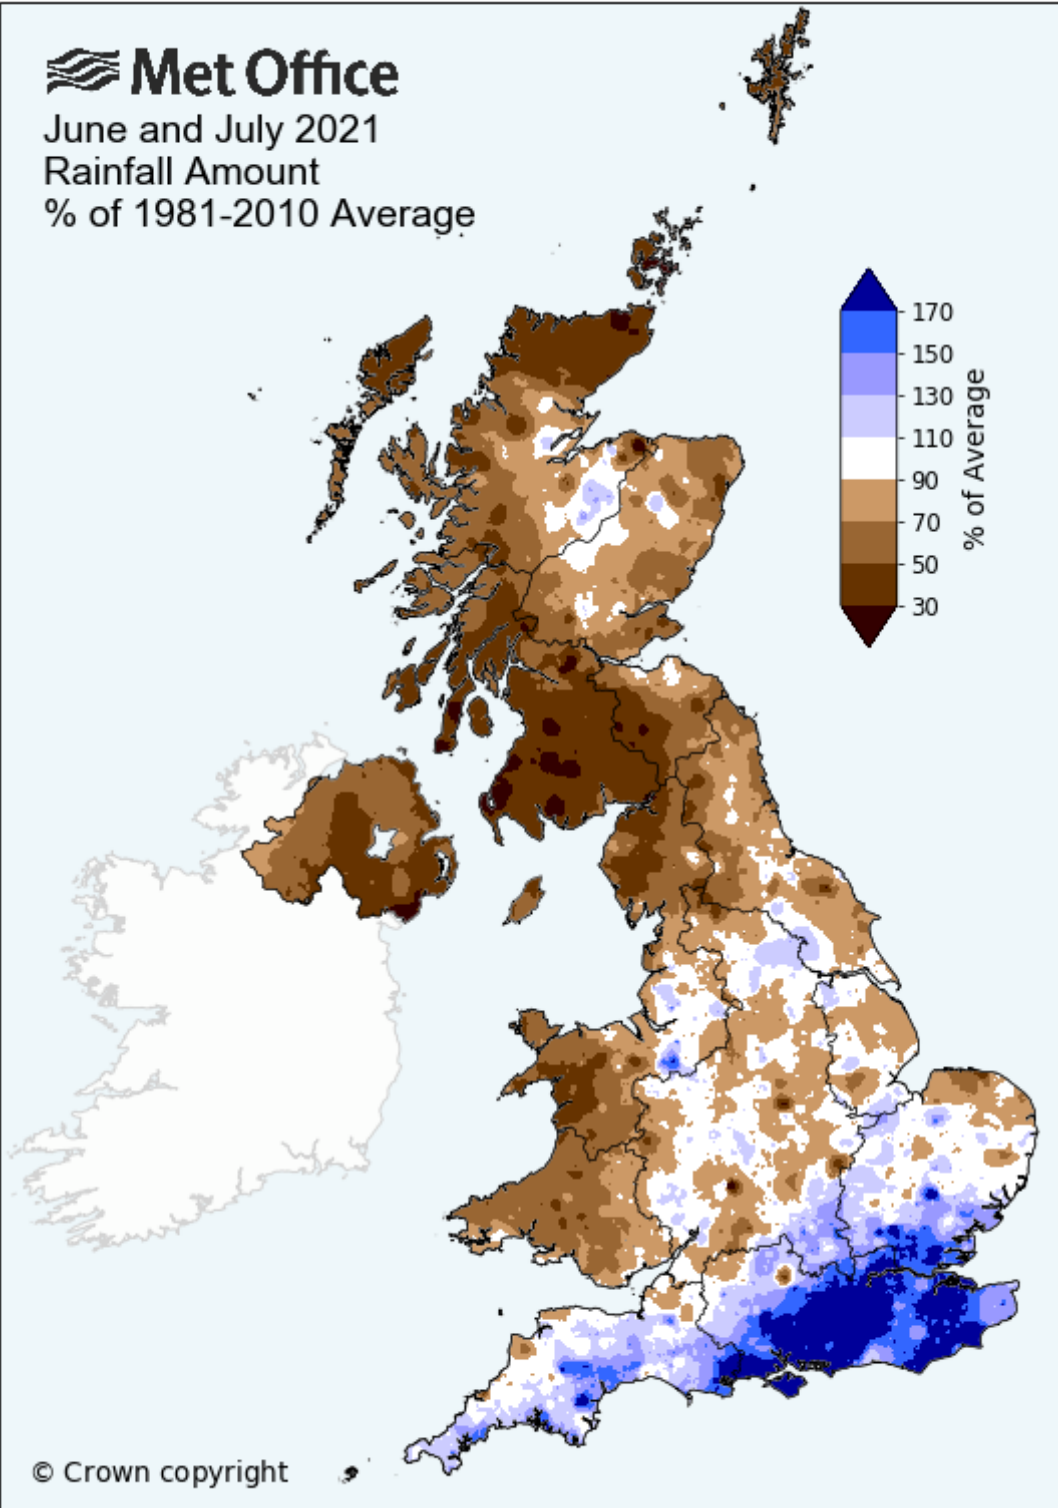 Met Office
June and July 2021
Rainfall Amount
% of 1981-2010 Average
170
150
130
110
90
70
50
30
% of Average
© Crown copyright